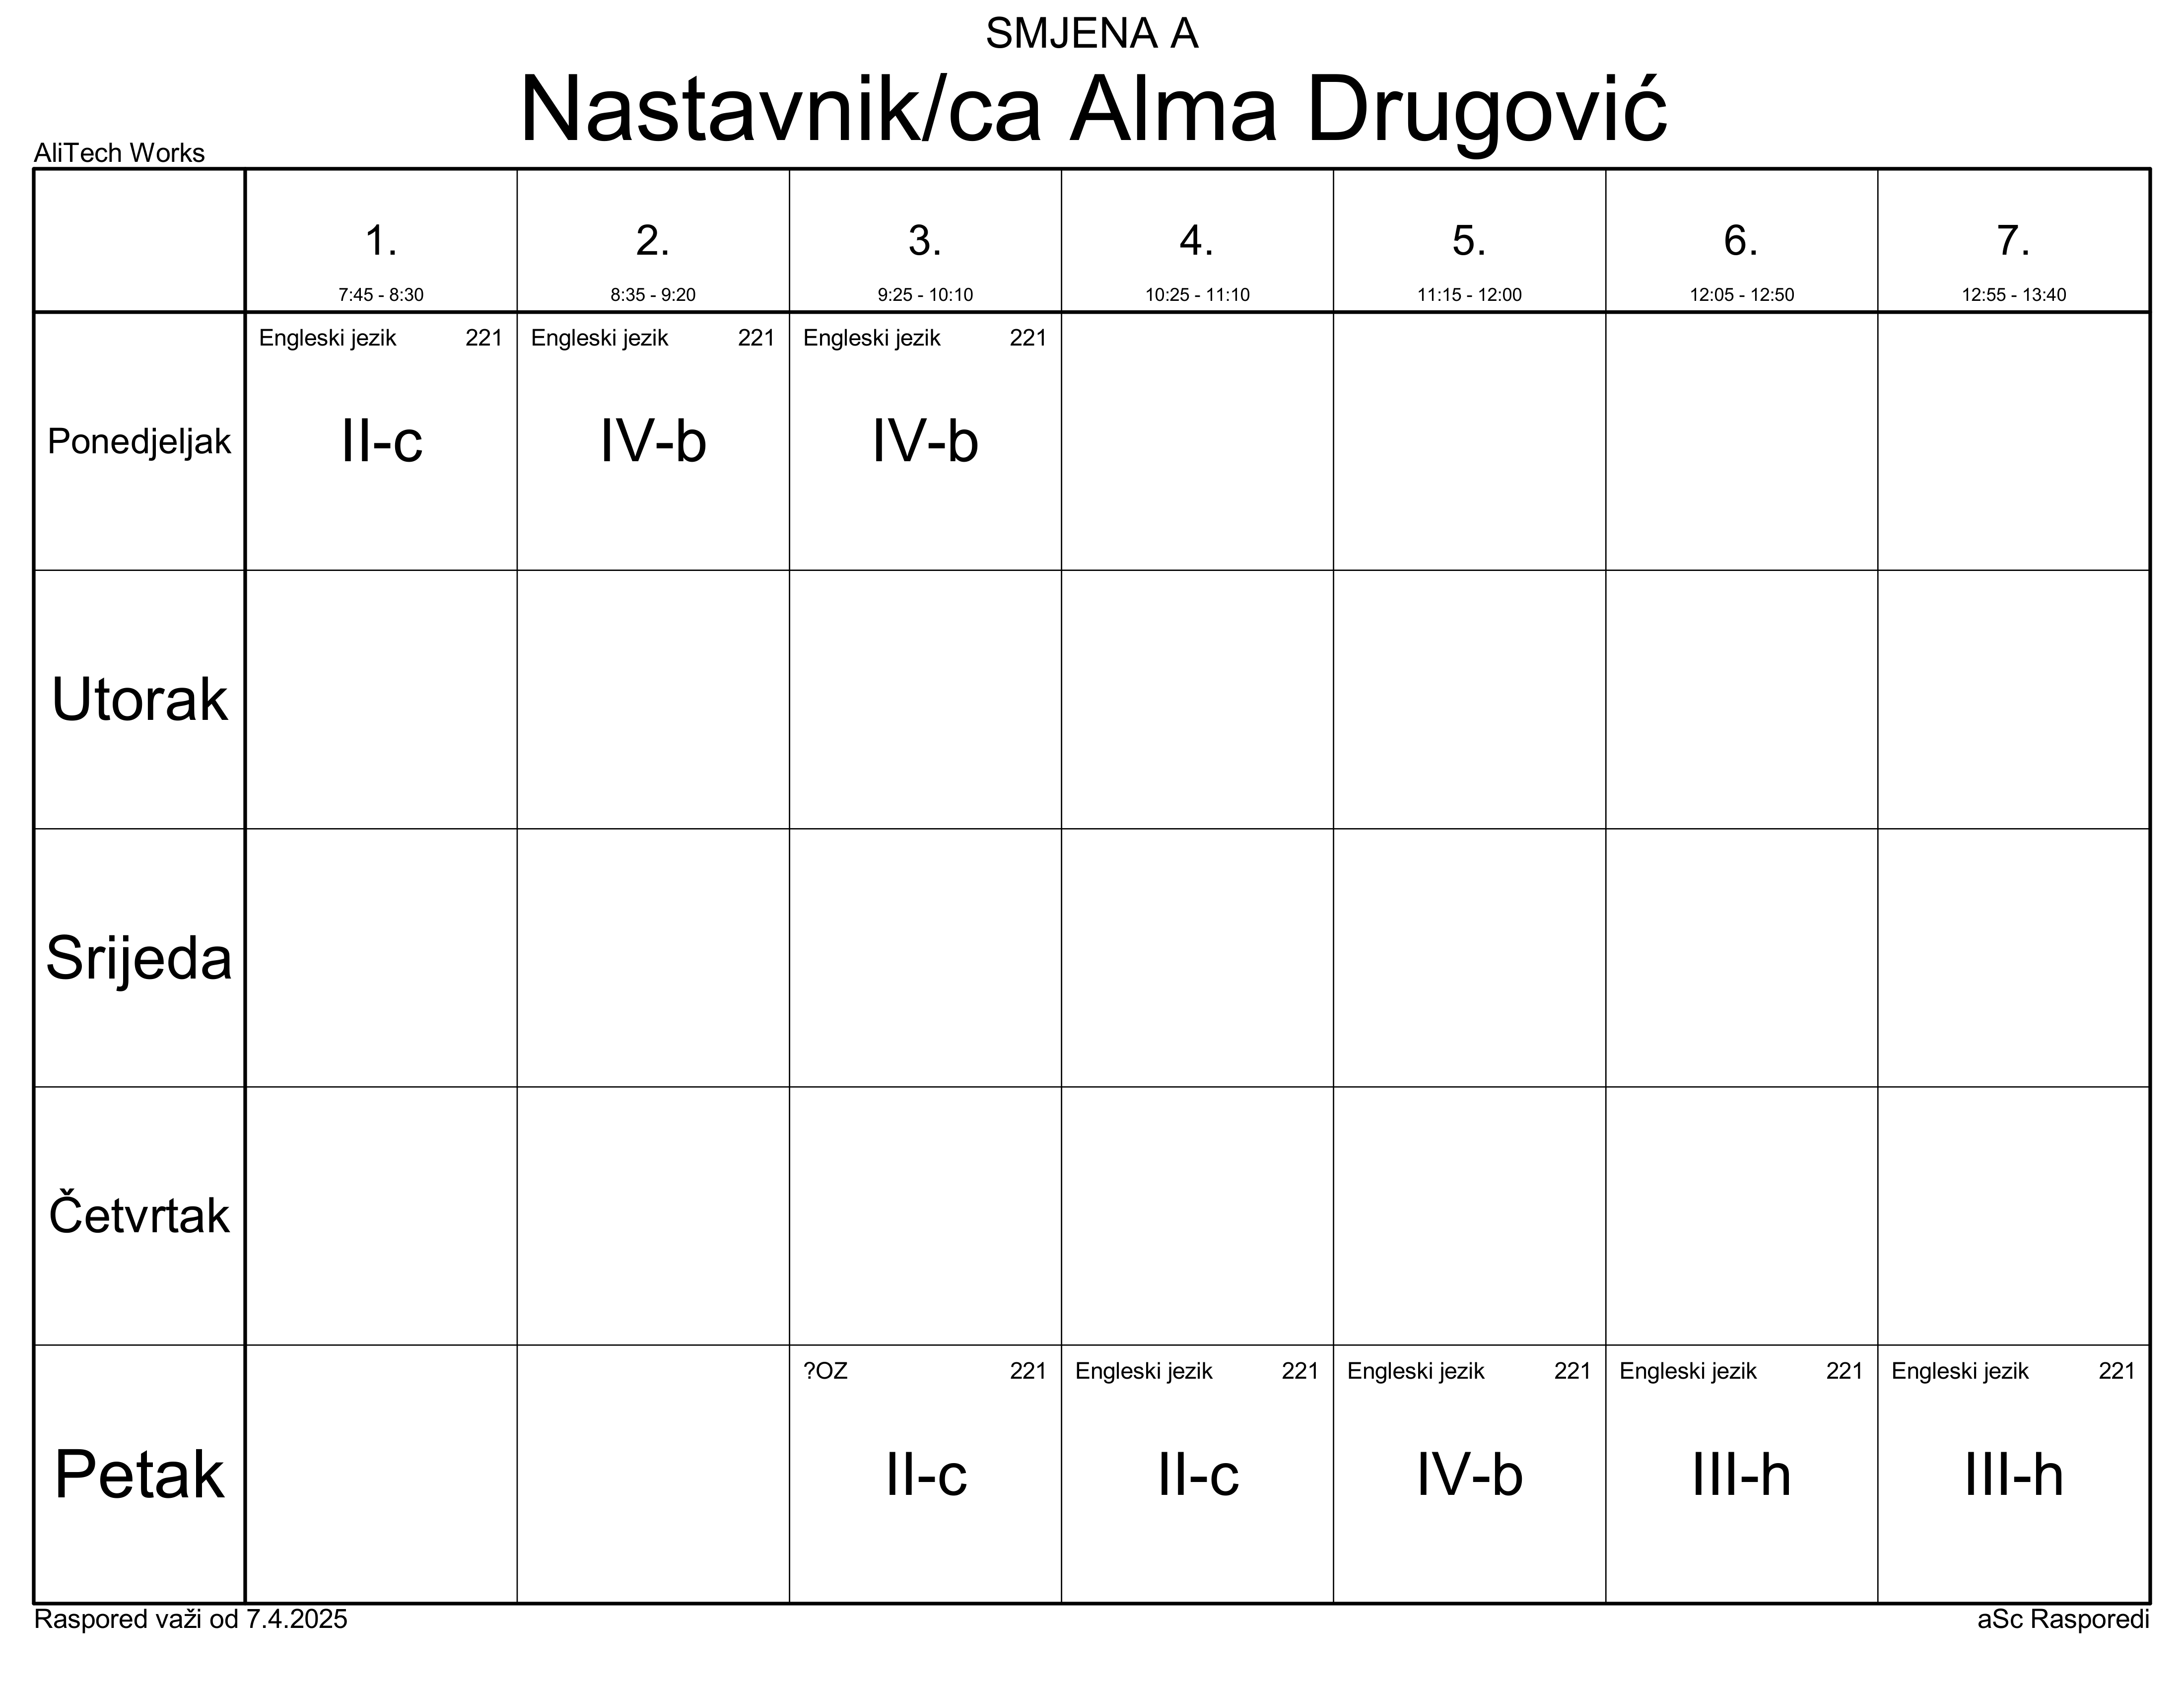 SMJENA A
Nastavnik/ca Alma Drugović
AliTech Works
1. 2. 3. 4. 5. 6. 7.
7:45 - 8:30 8:35 - 9:20 9:25 - 10:10 10:25 - 11:10 11:15 - 12:00 12:05 - 12:50 12:55 - 13:40
Engleski jezik 221 Engleski jezik 221 Engleski jezik 221
Ponedjeljak II-c IV-b IV-b
Utorak
Srijeda
Četvrtak
?OZ 221 Engleski jezik 221 Engleski jezik 221 Engleski jezik 221 Engleski jezik 221
Petak II-c II-c IV-b III-h III-h
Raspored važi od 7.4.2025 aSc Rasporedi